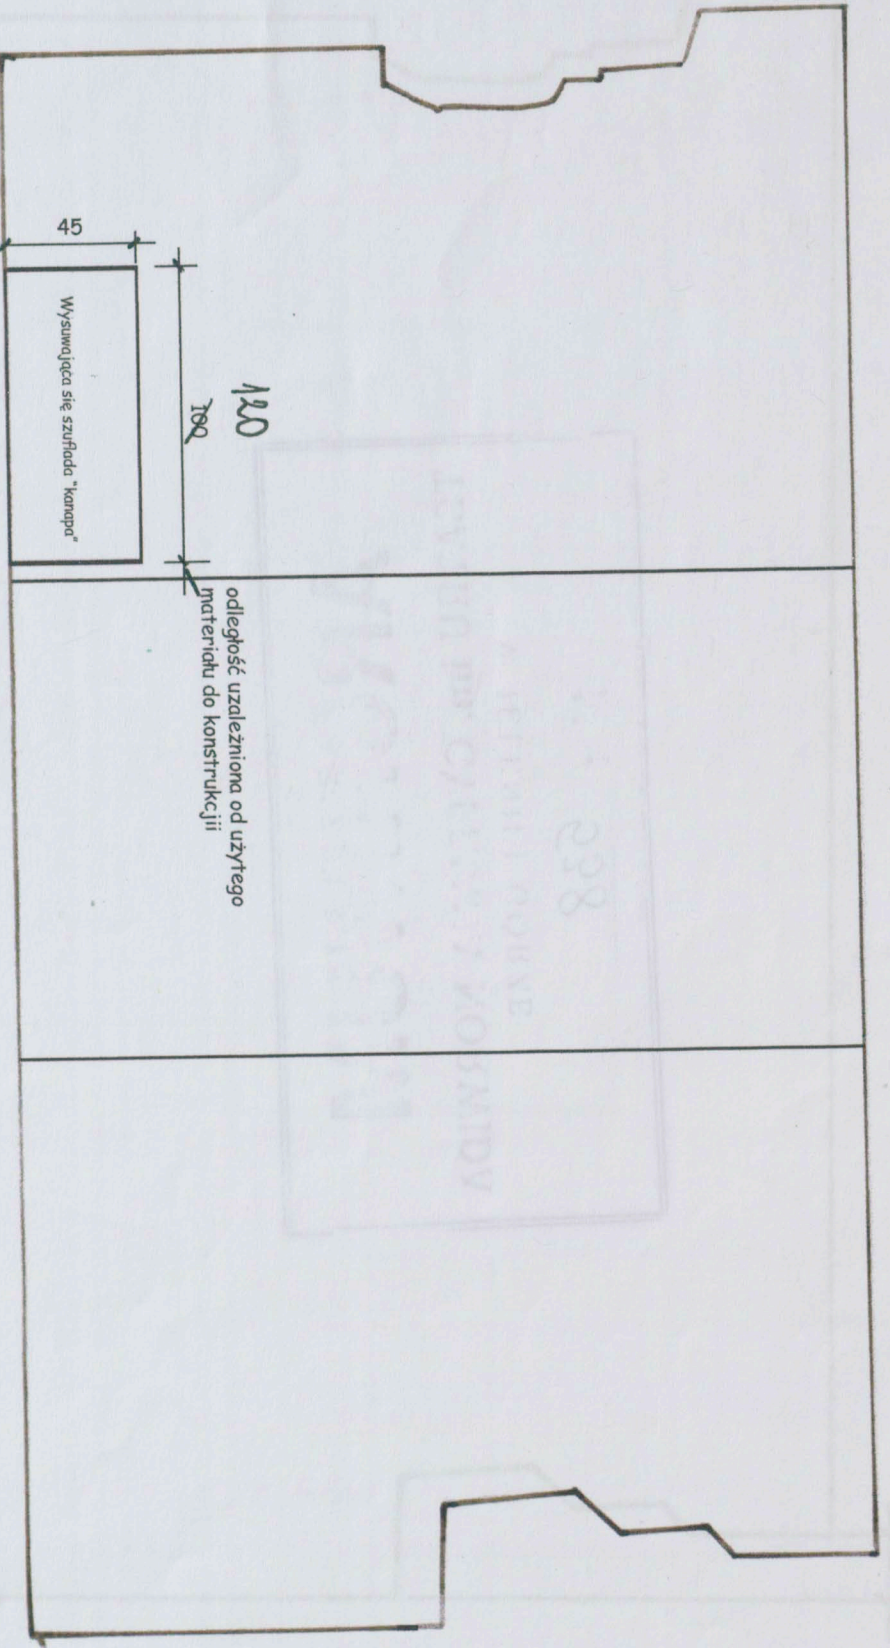 45
Wysuwająca się szuflada "kanapa"
100
120
odległość uzależniona od użytego
materiału do konstrukcjii